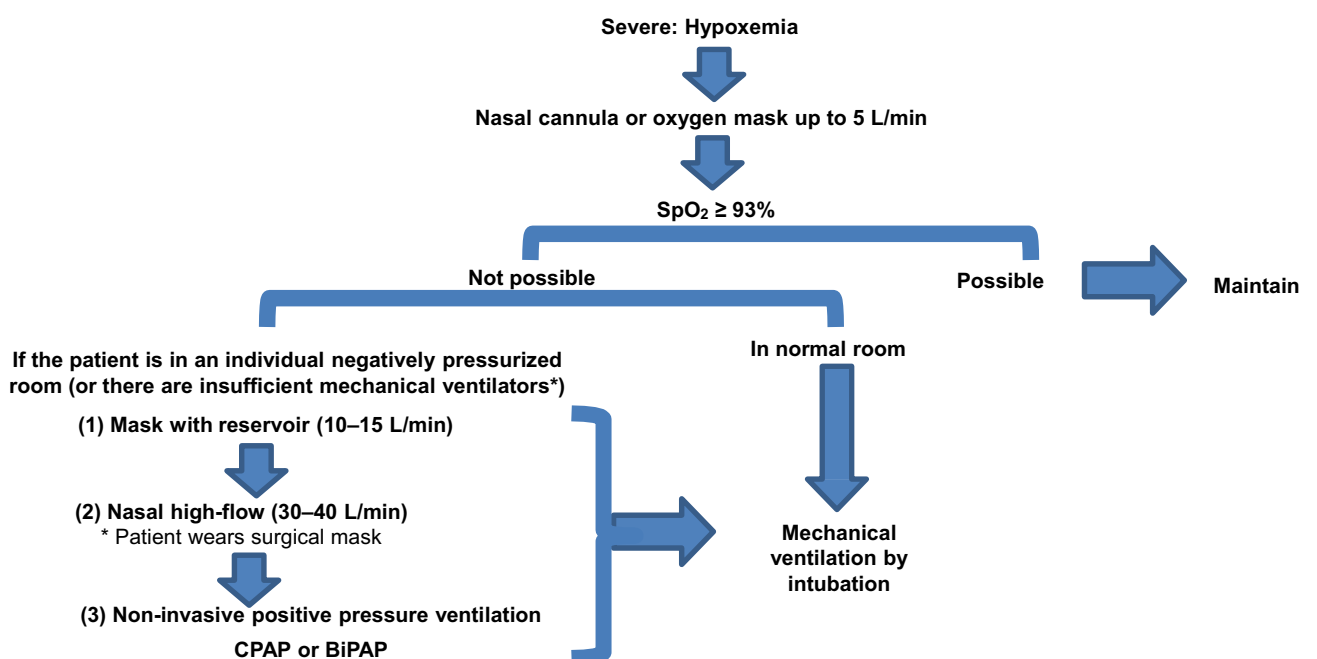 Severe: Hypoxemia
Nasal cannula or oxygen mask up to 5 L/min
SpO₂ ≥ 93%
Not possible
Possible
Maintain
If the patient is in an individual negatively pressurized
room (or there are insufficient mechanical ventilators*)
(1) Mask with reservoir (10–15 L/min)
(2) Nasal high-flow (30–40 L/min)
* Patient wears surgical mask
(3) Non-invasive positive pressure ventilation
CPAP or BiPAP
In normal room
Mechanical
ventilation by
intubation